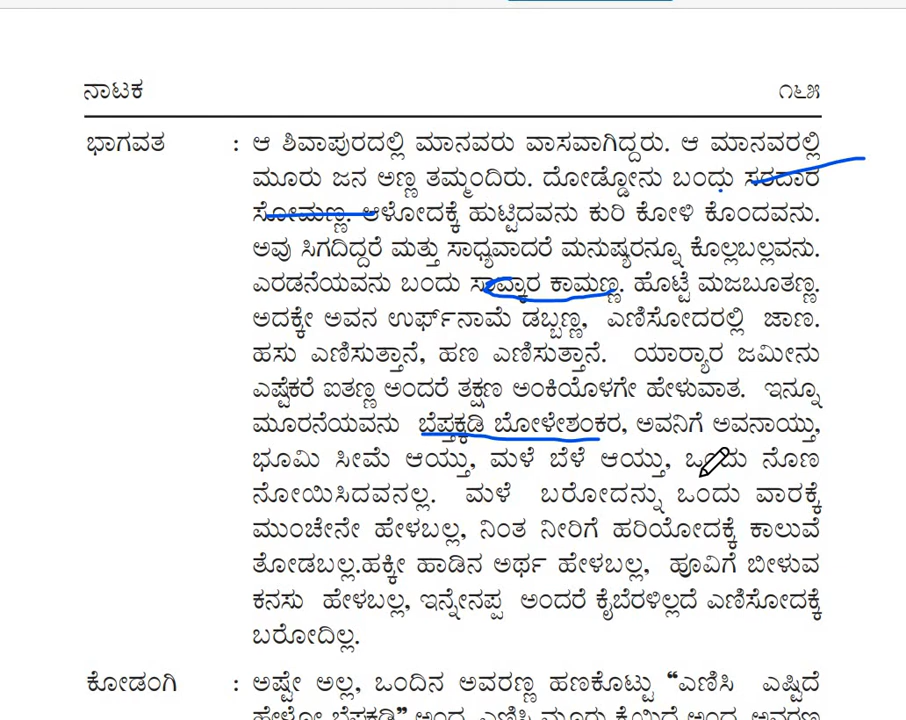 ನಾಟಕ ೧೬೫
ಭಾಗವತ : ಆ ಶಿವಾಪುರದಲ್ಲಿ ಮಾನವರು ವಾಸವಾಗಿದ್ದರು. ಆ ಮಾನವರಲ್ಲಿ
ಮೂರು ಜನ ಅಣ್ಣ ತಮ್ಮಂದಿರು. ದೋಡ್ಡೋನು ಬಂದು ಸರದಾರ
ಸೋಮಣ್ಣ. ಆಳೋದಕ್ಕೆ ಹುಟ್ಟಿದವನು ಕುರಿ ಕೋಳಿ ಕೊಂದವನು.
ಅವು ಸಿಗದಿದ್ದರೆ ಮತ್ತು ಸಾಧ್ಯವಾದರೆ ಮನುಷ್ಯರನ್ನೂ ಕೊಲ್ಲಬಲ್ಲವನು.
ಎರಡನೆಯವನು ಬಂದು ಸಾವ್ಕಾರ ಕಾಮಣ್ಣ. ಹೊಟ್ಟೆ ಮಜಬೂತಣ್ಣ.
ಅದಕ್ಕೇ ಅವನ ಉರ್ಫ್‌ನಾಮೆ ಡಬ್ಬಣ್ಣ, ಎಣಿಸೋದರಲ್ಲಿ ಜಾಣ.
ಹಸು ಎಣಿಸುತ್ತಾನೆ, ಹಣ ಎಣಿಸುತ್ತಾನೆ. ಯಾರ‍್ಯಾರ ಜಮೀನು
ಎಷ್ಟೆಕರೆ ಐತಣ್ಣ ಅಂದರೆ ತಕ್ಷಣ ಅಂಕಿಯೊಳಗೇ ಹೇಳುವಾತ. ಇನ್ನೂ
ಮೂರನೆಯವನು ಬೆಪ್ತಕ್ಕಡಿ ಬೋಳೇಶಂಕರ, ಅವನಿಗೆ ಅವನಾಯ್ತು,
ಭೂಮಿ ಸೀಮೆ ಆಯ್ತು, ಮಳೆ ಬೆಳೆ ಆಯ್ತು, ಒಂದು ನೊಣ
ನೋಯಿಸಿದವನಲ್ಲ. ಮಳೆ ಬರೋದನ್ನು ಒಂದು ವಾರಕ್ಕೆ
ಮುಂಚೇನೇ ಹೇಳಬಲ್ಲ, ನಿಂತ ನೀರಿಗೆ ಹರಿಯೋದಕ್ಕೆ ಕಾಲುವೆ
ತೋಡಬಲ್ಲ.ಹಕ್ಕೀ ಹಾಡಿನ ಅರ್ಥ ಹೇಳಬಲ್ಲ, ಹೂವಿಗೆ ಬೀಳುವ
ಕನಸು ಹೇಳಬಲ್ಲ, ಇನ್ನೇನಪ್ಪ ಅಂದರೆ ಕೈಬೆರಳಿಲ್ಲದೆ ಎಣಿಸೋದಕ್ಕೆ
ಬರೋದಿಲ್ಲ.
ಕೋಡಂಗಿ : ಅಷ್ಟೇ ಅಲ್ಲ, ಒಂದಿನ ಅವರಣ್ಣ ಹಣಕೊಟ್ಟು “ಎಣಿಸಿ ಎಷ್ಟಿದೆ